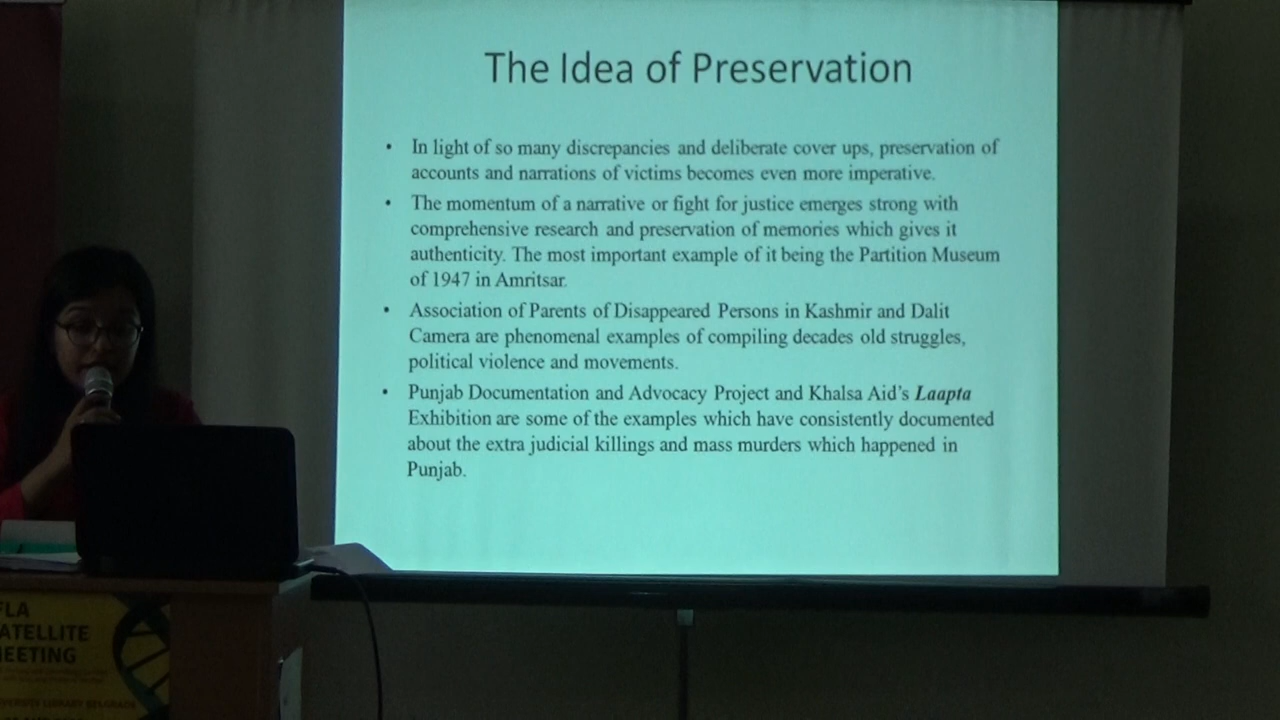 The Idea of Preservation
• In light of so many discrepancies and deliberate cover ups, preservation of
accounts and narrations of victims becomes even more imperative.
• The momentum of a narrative or fight for justice emerges strong with
comprehensive research and preservation of memories which gives it
authenticity. The most important example of it being the Partition Museum
of 1947 in Amritsar.
• Association of Parents of Disappeared Persons in Kashmir and Dalit
Camera are phenomenal examples of compiling decades old struggles,
political violence and movements.
• Punjab Documentation and Advocacy Project and Khalsa Aid's Laapta
Exhibition are some of the examples which have consistently documented
about the extra judicial killings and mass murders which happened in
Punjab.
FLA
ATELLITE
EETING
VERSITY LIBRARY BELGRADE